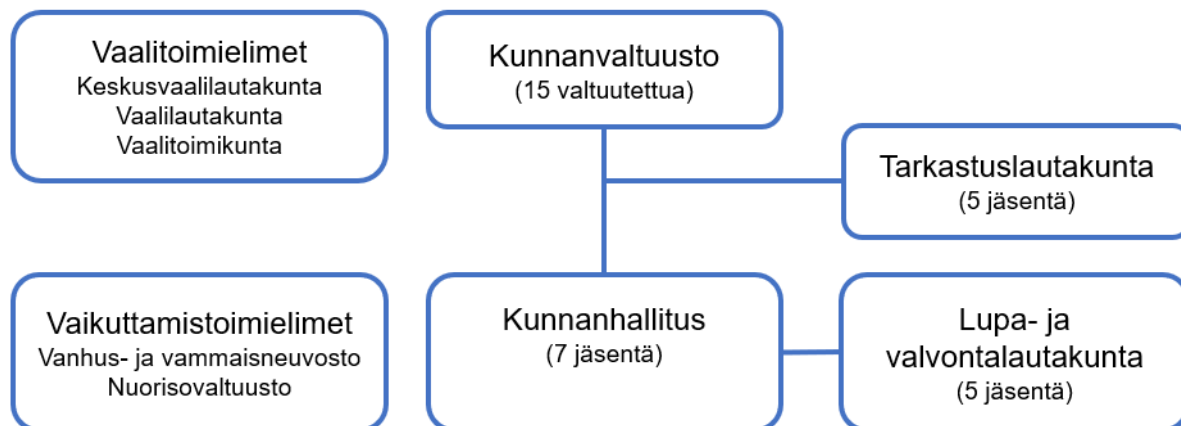 Vaalitoimielimet
Keskusvaalilautakunta
Vaalilautakunta
Vaalitoimikunta
Kunnanvaltuusto
(15 valtuutettua)
Tarkastuslautakunta
(5 jäsentä)
Vaikuttamistoimielimet
Vanhus- ja vammaisneuvosto
Nuorisovaltuusto
Kunnanhallitus
(7 jäsentä)
Lupa- ja
valvontalautakunta
(5 jäsentä)